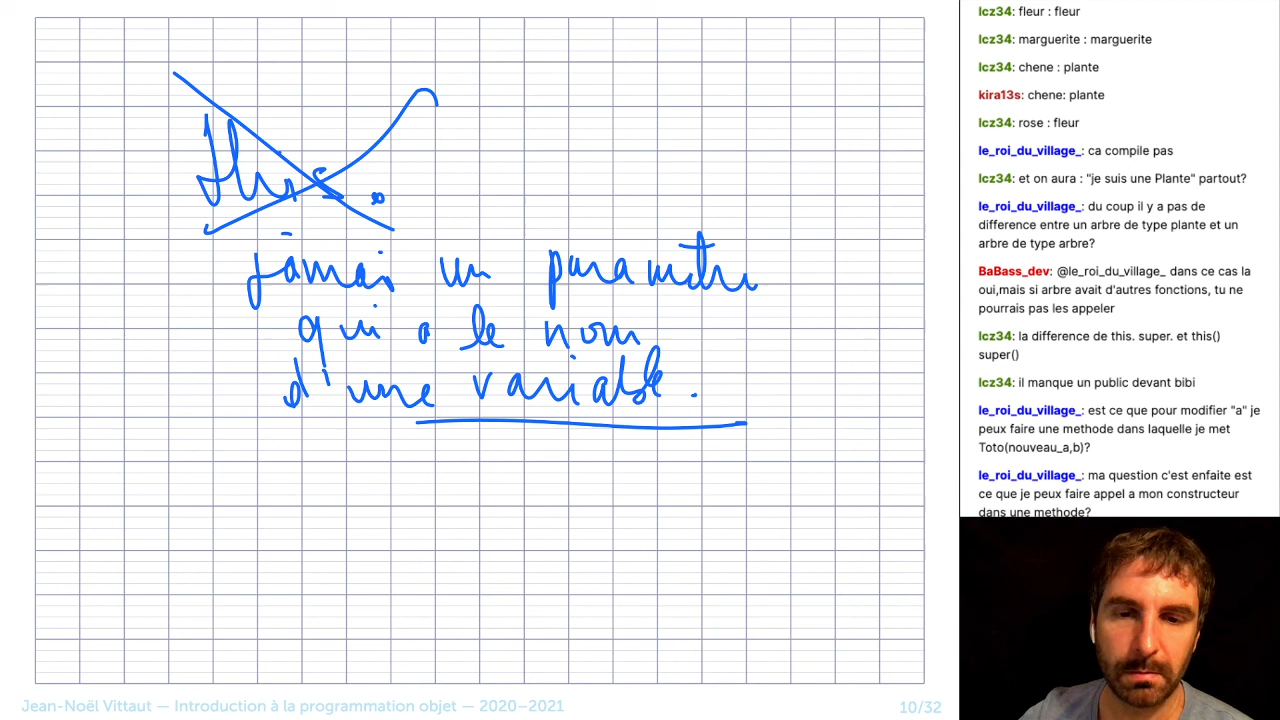 this.
jamais un parametre
qui a le nom
d'une variable.
Jean-Noël Vittaut — Introduction à la programmation objet — 2020–2021
10/32
lcz34: fleur : fleur
lcz34: marguerite : marguerite
lcz34: chene : plante
kira13s: chene: plante
lcz34: rose : fleur
le_roi_du_village_: ca compile pas
lcz34: et on aura : "je suis une Plante" partout?
le_roi_du_village_: du coup il y a pas de
difference entre un arbre de type plante et un
arbre de type arbre?
BaBass_dev: @le_roi_du_village_ dans ce cas la
oui,mais si arbre avait d'autres fonctions, tu ne
pourrais pas les appeler
lcz34: la difference de this. super. et this()
super()
lcz34: il manque un public devant bibi
le_roi_du_village_: est ce que pour modifier "a" je
peux faire une methode dans laquelle je met
Toto(nouveau_a,b)?
le_roi_du_village_: ma question c'est enfaite est
ce que je peux faire appel a mon constructeur
dans une methode?